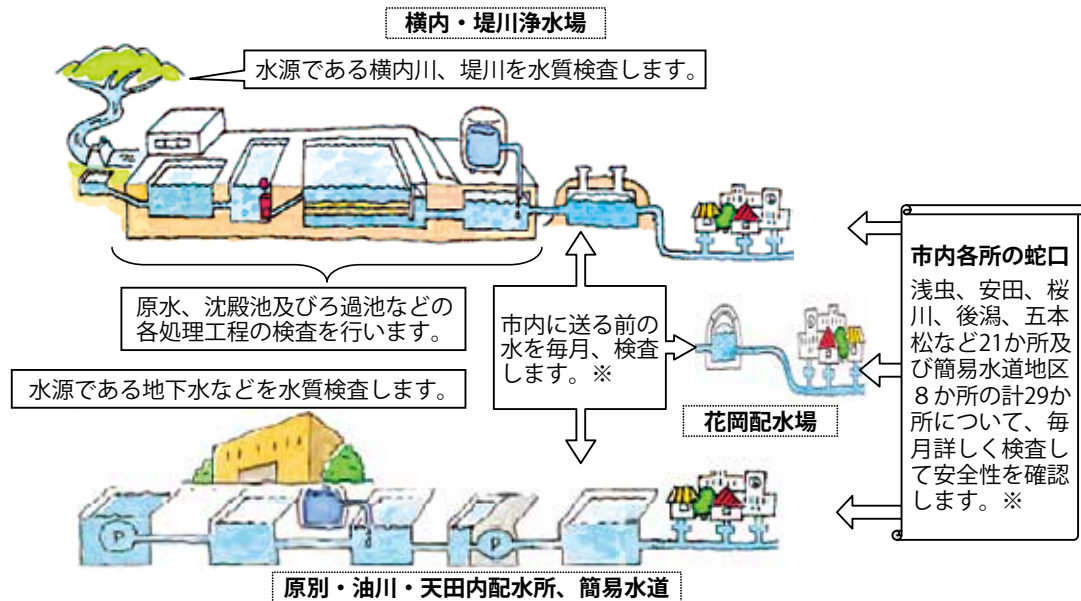 横内・堤川浄水場
水源である横内川、堤川を水質検査します。
原水、沈殿池及びろ過池などの
各処理工程の検査を行います。
市内に送る前の
水を毎月、検査
します。※
花岡配水場
市内各所の蛇口
浅虫、安田、桜
川、後潟、五本
松など21か所及
び簡易水道地区
８か所の計29か
所について、毎
月詳しく検査し
て安全性を確認
します。※
水源である地下水などを水質検査します。
P
P
原別・油川・天田内配水所、簡易水道